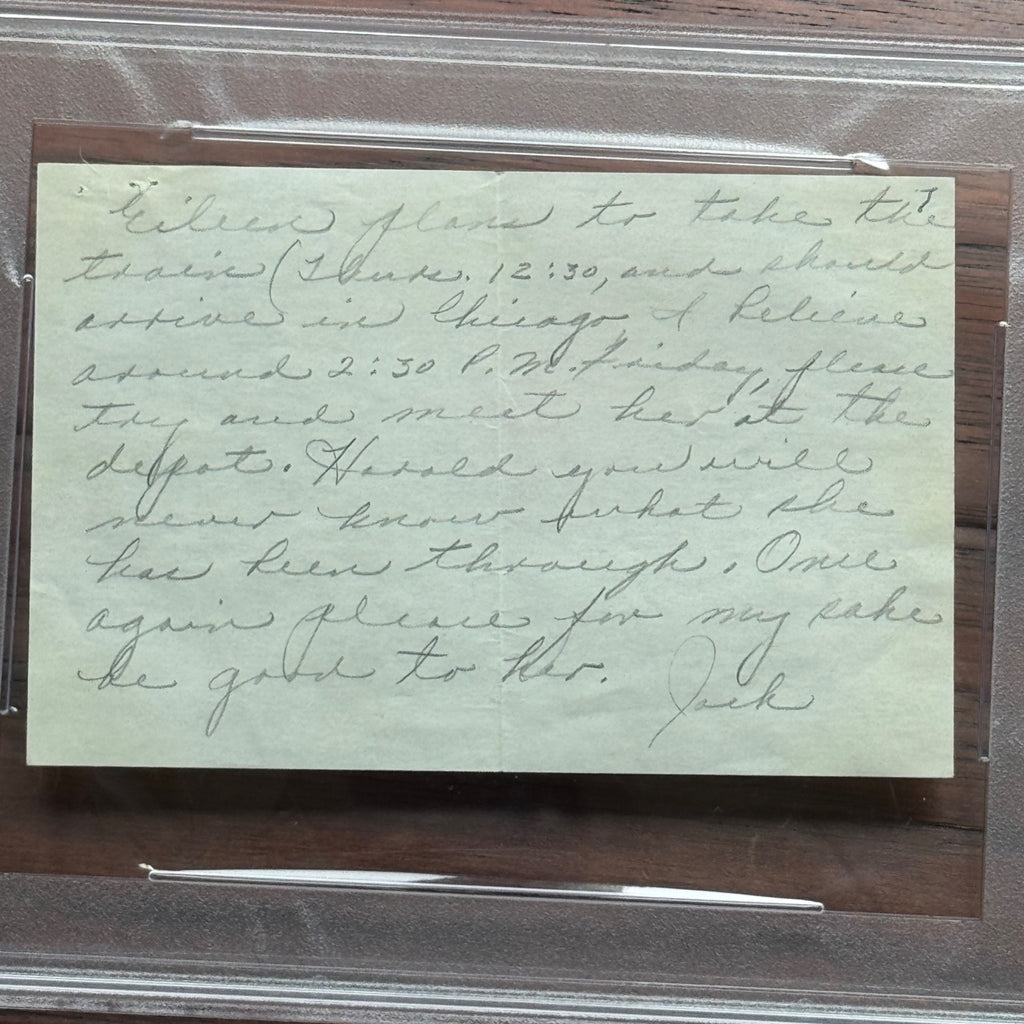 Eileen plans to take the
train (Thurs. 12:30, and should
arrive in Chicago, I believe
around 2:30 P.M. Friday, please
try and meet her at the
depot. Harold you will
never know what she
has been through. Once
again please for my sake
be good to her. Jack